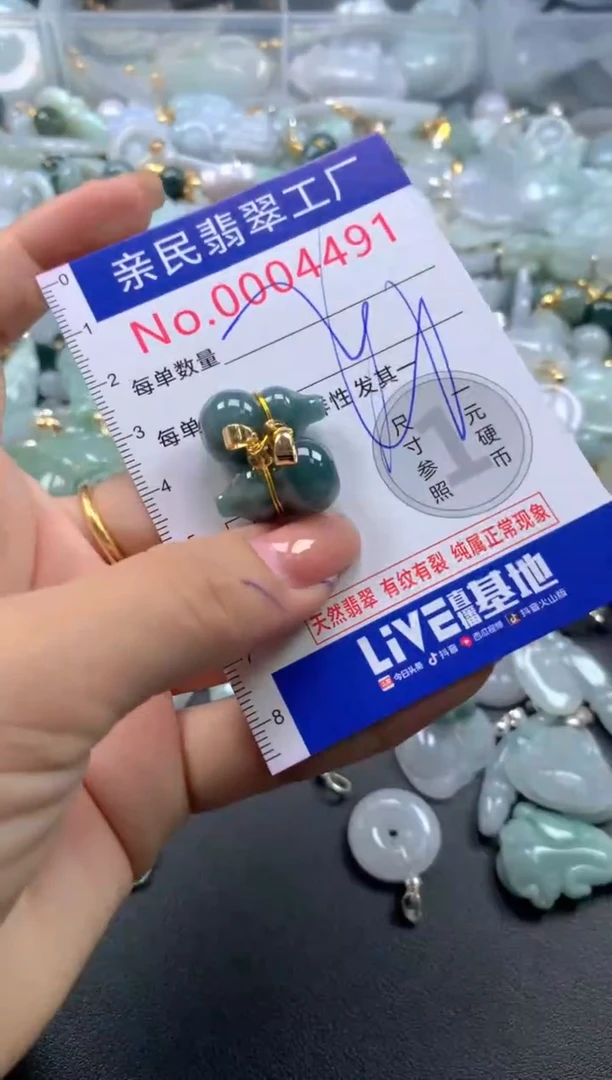 亲民翡翠工厂
No.0004491
0
1
2
3
4
8
每单数量
每单
性 发其一
一元硬币
尺寸参照
1
天然翡翠 有纹有裂 纯属正常现象
LiVE直播基地
今日头条 抖音 西瓜视频 抖音火山版